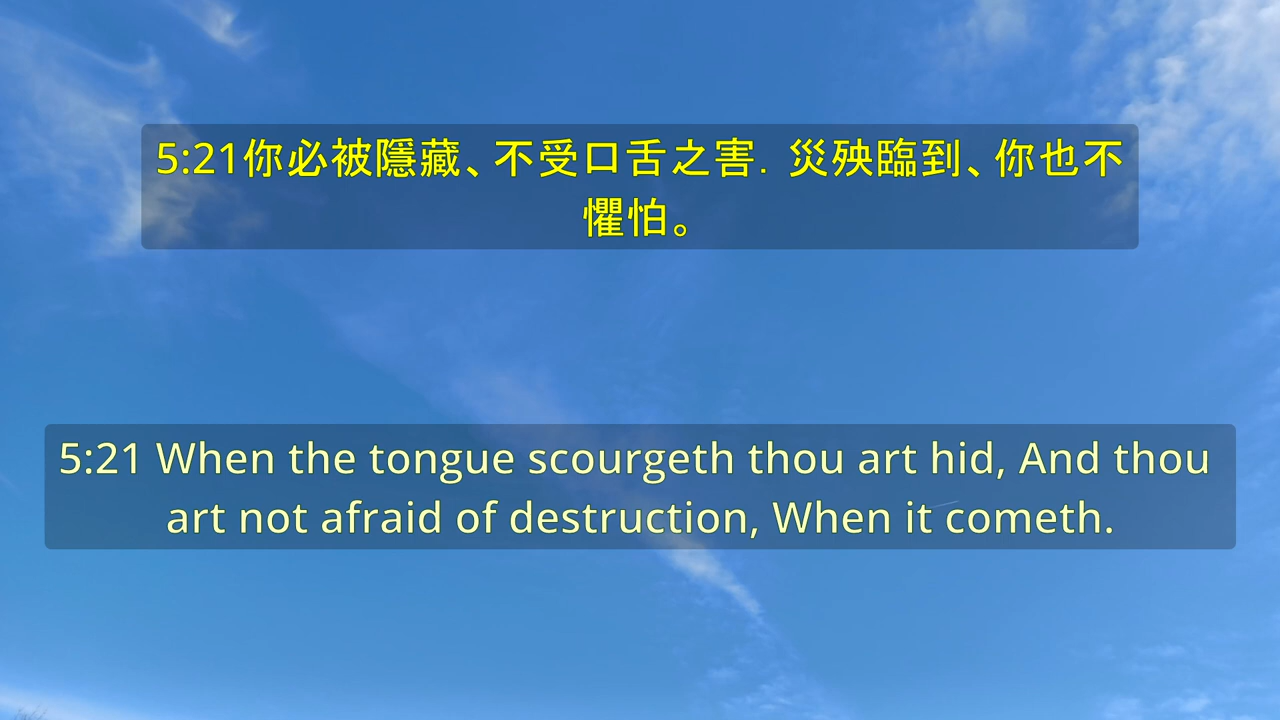 5:21你必被隱藏、不受口舌之害．災殃臨到、你也不
懼怕。
5:21 When the tongue scourgeth thou art hid, And thou
art not afraid of destruction, When it cometh.